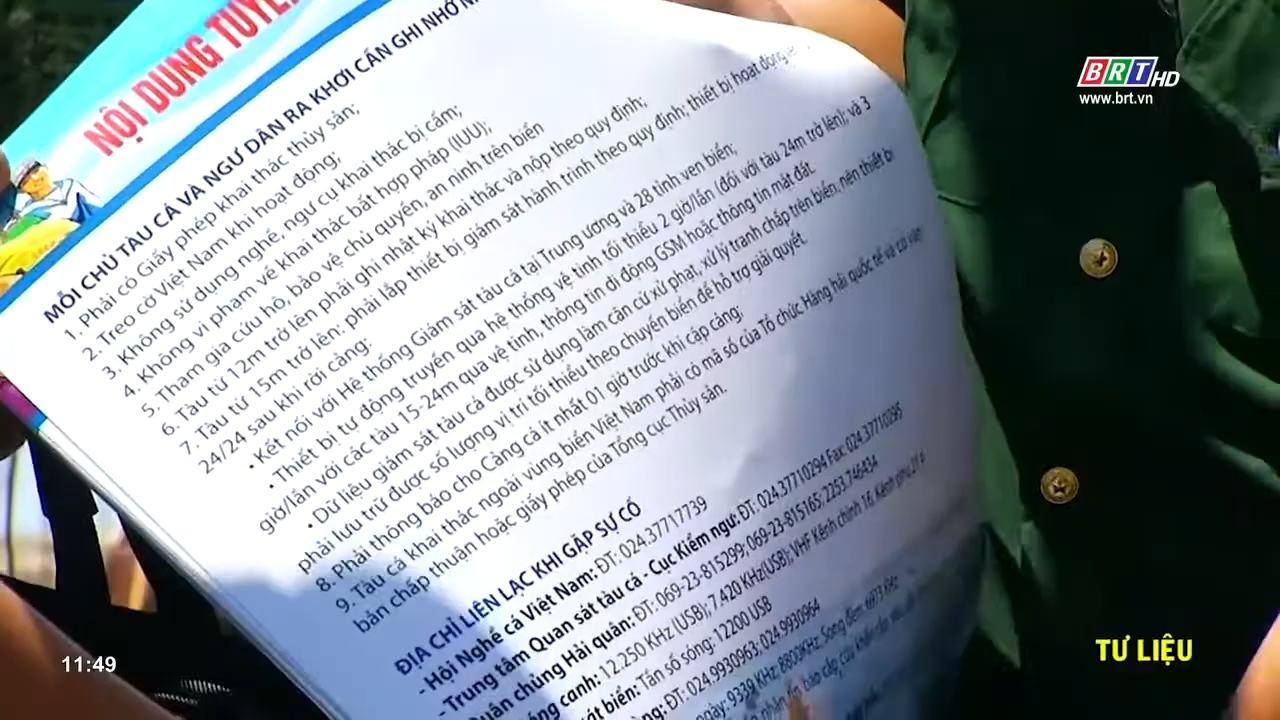 BRT HD
www.brt.vn
NỘI DUNG
MỖI CHỦ TÀU CÁ VÀ NGƯ DÂN RA KHƠI CẦN GHI NHỚ
1. Phải có Giấy phép khai thác thủy sản;
2. Treo cờ Việt Nam khi hoạt động;
3. Không sử dụng nghề, ngư cụ khai thác bị cấm;
4. Không vi phạm về khai thác bất hợp pháp (IUU);
5. Tham gia cứu hộ, bảo vệ chủ quyền, an ninh trên biển
6. Tàu từ 12m trở lên phải ghi nhật ký khai thác và nộp theo quy định;
7. Tàu từ 15m trở lên: phải lắp thiết bị giám sát hành trình theo quy định; thiết bị hoạt động
24/24 sau khi rời cảng:
• Kết nối với Hệ thống Giám sát tàu cá tại Trung ương và 28 tỉnh ven biển;
• Thiết bị tự động truyền qua hệ thống vệ tinh tối thiểu 2 giờ/lần (đối với tàu 24m trở lên); và 3
giờ/lần với các tàu 15-24m qua vệ tinh, thông tin di động GSM hoặc thông tin mặt đất.
• Dữ liệu giám sát tàu cá được sử dụng làm căn cứ xử phạt, xử lý tranh chấp trên biển, nên thiết bị
phải lưu trữ được số lượng vị trí tối thiểu theo chuyến biển để hỗ trợ giải quyết.
8. Phải thông báo cho Cảng cá ít nhất 01 giờ trước khi cập cảng;
9. Tàu cá khai thác ngoài vùng biển Việt Nam phải có mã số của Tổ chức Hàng hải quốc tế và có văn
bản chấp thuận hoặc giấy phép của Tổng cục Thủy sản.
ĐỊA CHỈ LIÊN LẠC KHI GẶP SỰ CỐ
- Hội Nghề cá Việt Nam: ĐT: 024.37717739
- Trung tâm Quan sát tàu cá - Cục Kiểm ngư: ĐT: 024.37710294 Fax: 024.37710295
Quân chủng Hải quân: ĐT: 069-23-815299; 069-23-815165; 2253.746434
canh: 12.250 KHz (USB); 7.420 KHz(USB); VHF Kênh chính 16, Kênh phụ
biển: Tần số sóng: 12200 USB
ĐT: 024.9930963; 024.9930964
ngày: 9339 KHz; 8800KHz; Sóng đêm: 6973 KHz
11:49
TƯ LIỆU